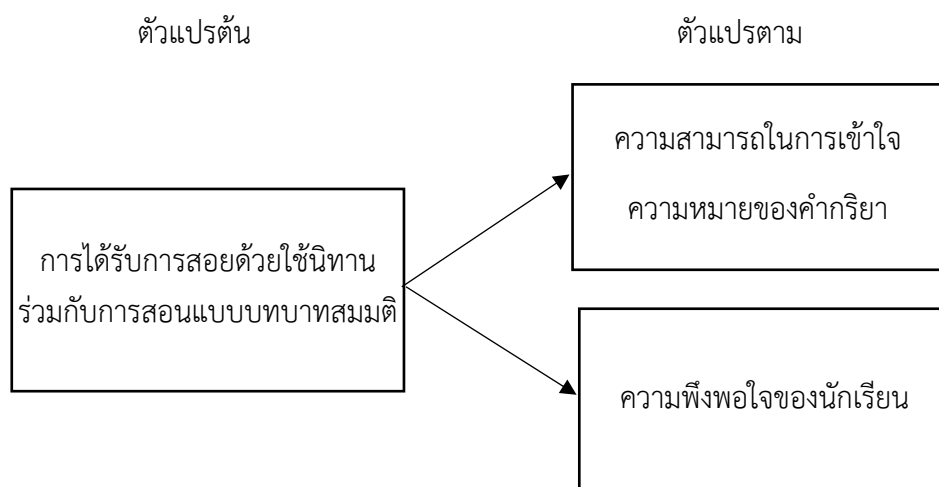 ตัวแปรต้น
ตัวแปรตาม
การได้รับการสอยด้วยใช้นิทาน
ร่วมกับการสอนแบบบทบาทสมมติ
ความสามารถในการเข้าใจ
ความหมายของคำกริยา
ความพึงพอใจของนักเรียน